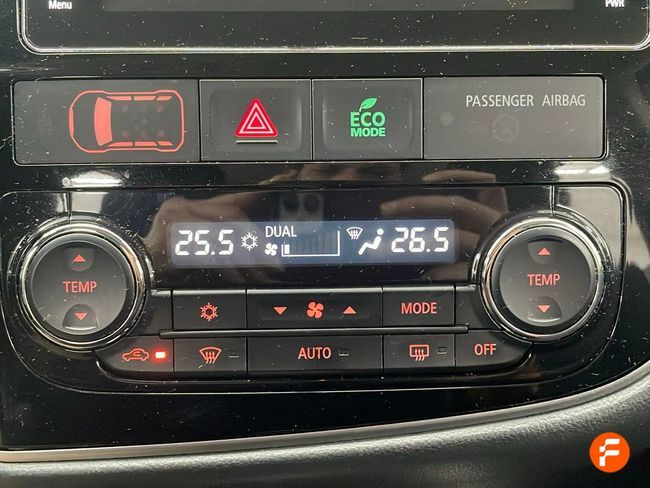 Menu PWR
ECO
MODE
PASSENGER AIRBAG
25.5 DUAL 26.5
TEMP
TEMP
MODE
AUTO
OFF